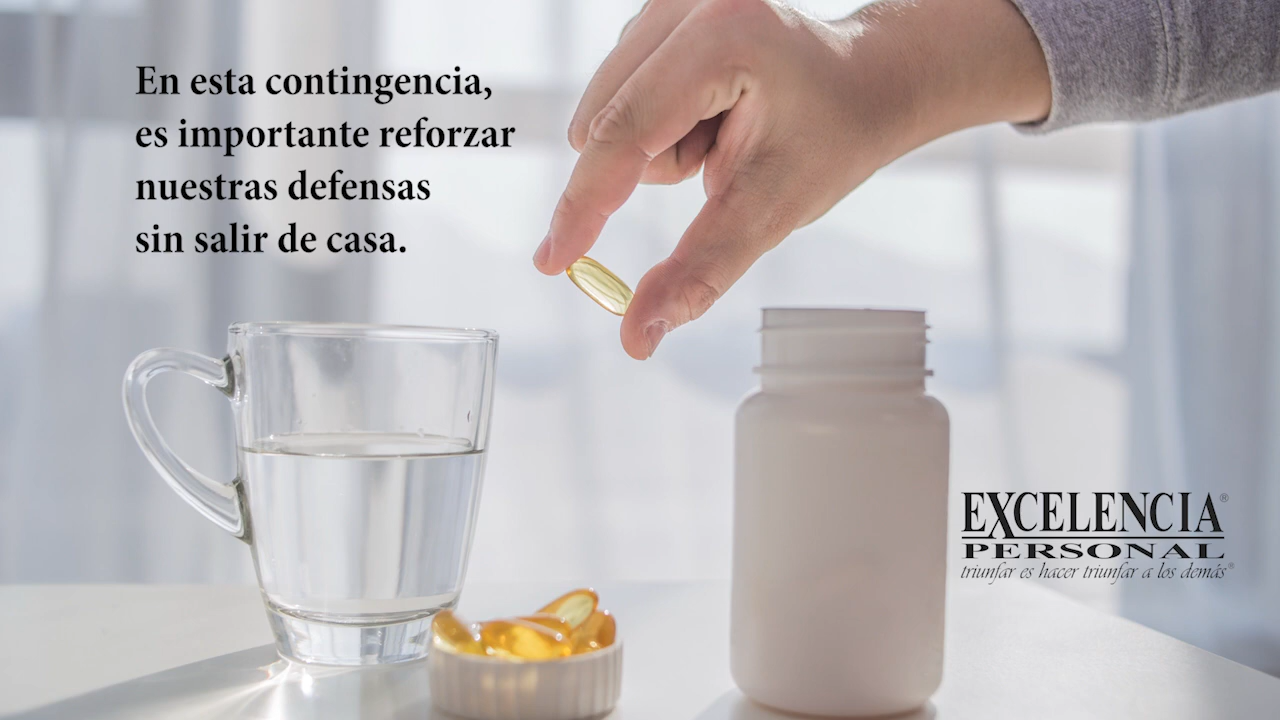 En esta contingencia,
es importante reforzar
nuestras defensas
sin salir de casa.
EXCELENCIA®
PERSONAL
triunfar es hacer triunfar a los demás®